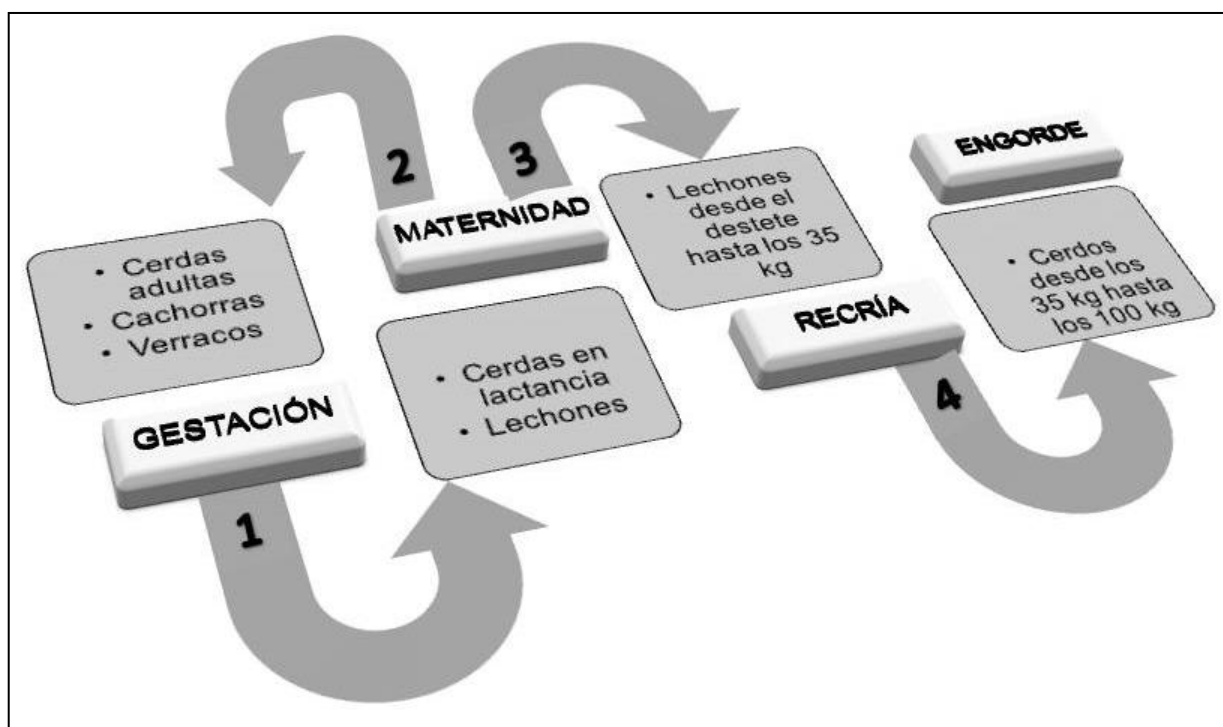 2
3
ENGORDE
MATERNIDAD
• Cerdas
adultas
• Cachorras
• Verracos
• Lechones
desde el
destete
hasta los 35
kg
• Cerdos
desde los
35 kg hasta
los 100 kg
GESTACIÓN
• Cerdas en
lactancia
• Lechones
RECRÍA
1
4